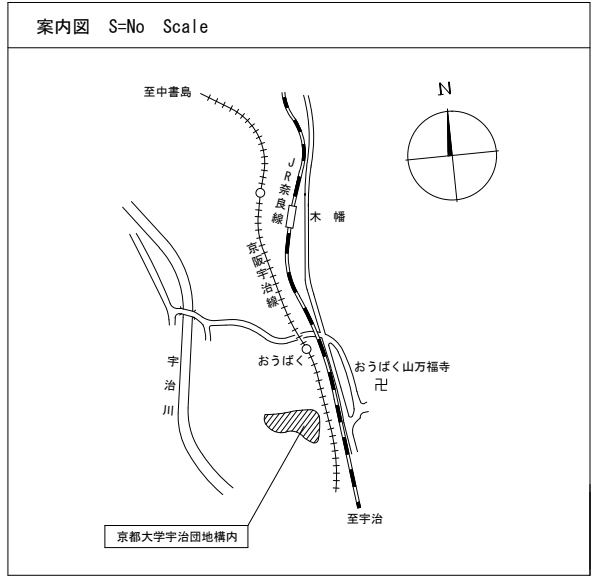 案内図 S=No Scale
至中書島
N
JR奈良線
木幡
京阪宇治線
おうばく
おうばく山万福寺
卍
宇治川
京都大学宇治団地構内
至宇治